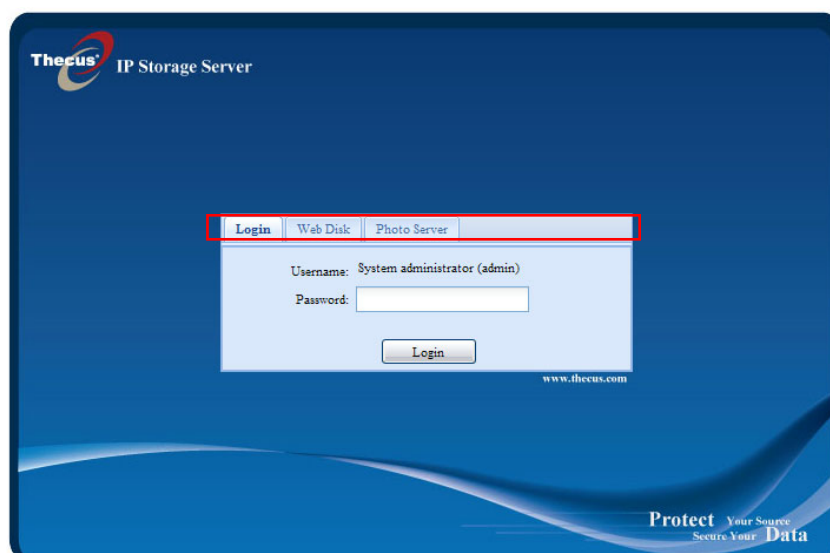 Thecus®
IP Storage Server
Login Web Disk Photo Server
Username: System administrator (admin)
Password:
Login
www.thecus.com
Protect Your Source
Secure Your Data